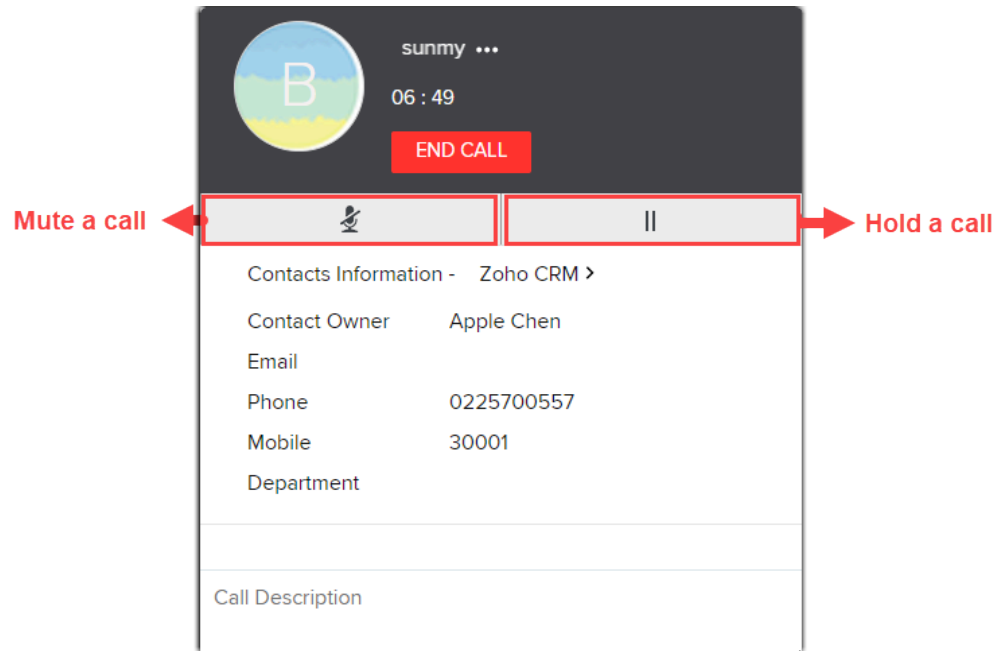 B
sunmy •••
06 : 49
END CALL
Mute a call
Hold a call
Contacts Information - Zoho CRM >
Contact Owner Apple Chen
Email
Phone 0225700557
Mobile 30001
Department
Call Description